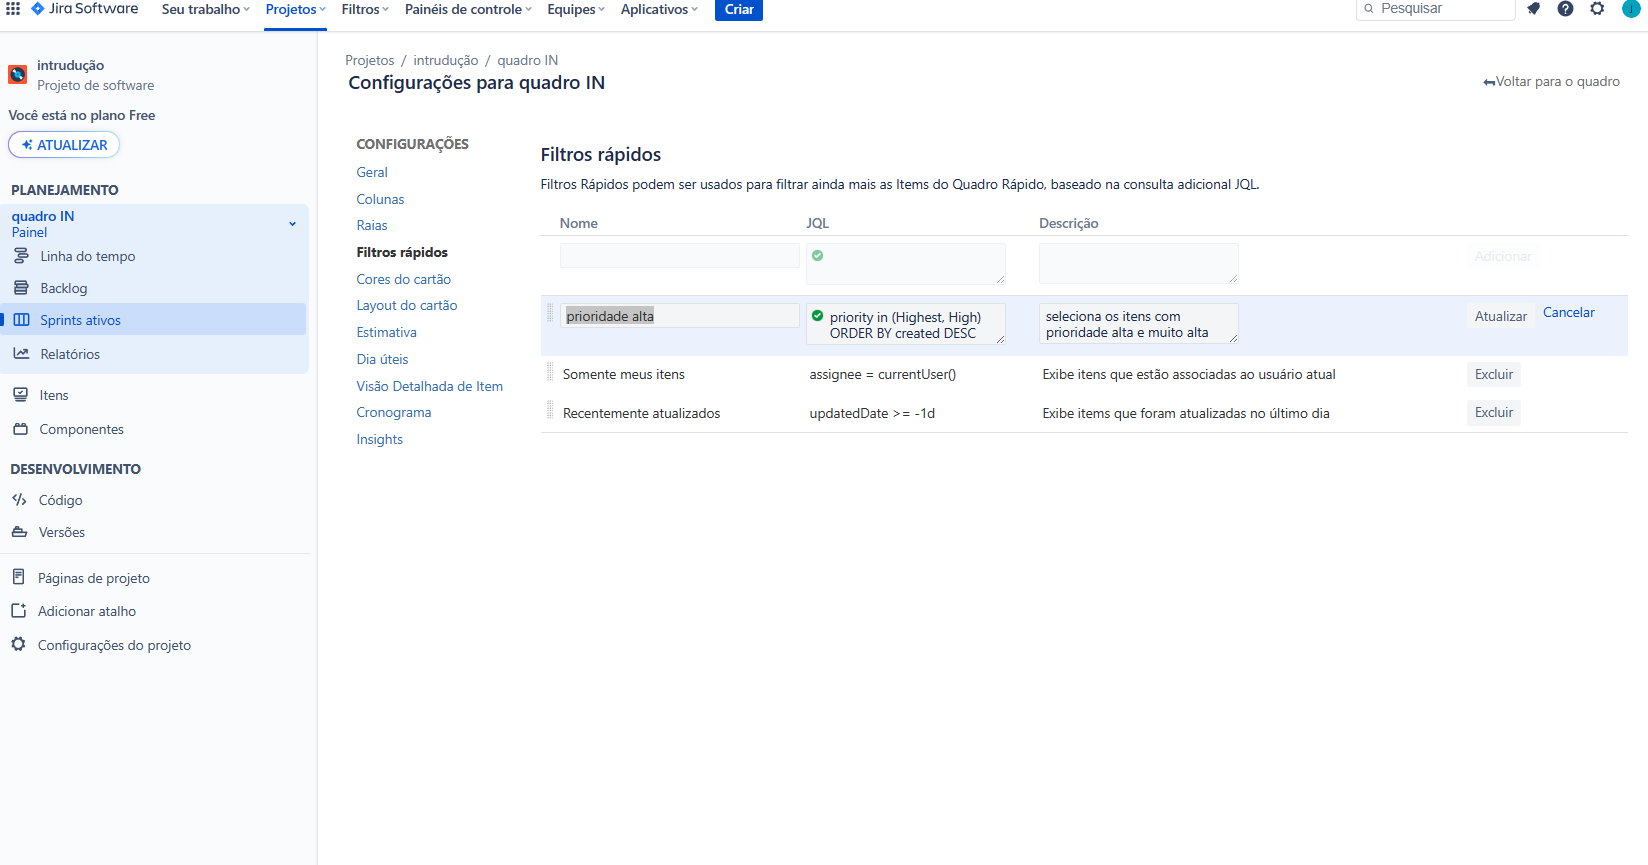 Jira Software
Seu trabalho
Projetos
Filtros
Painéis de controle
Equipes
Aplicativos
Criar
Pesquisar
J
intrudução
Projeto de software
Você está no plano Free
ATUALIZAR
PLANEJAMENTO
quadro IN
Painel
Linha do tempo
Backlog
Sprints ativos
Relatórios
Itens
Componentes
DESENVOLVIMENTO
Código
Versões
Páginas de projeto
Adicionar atalho
Configurações do projeto
Projetos / intrudução / quadro IN
Configurações para quadro IN
Voltar para o quadro
CONFIGURAÇÕES
Geral
Colunas
Raias
Filtros rápidos
Cores do cartão
Layout do cartão
Estimativa
Dia úteis
Visão Detalhada de Item
Cronograma
Insights
Filtros rápidos
Filtros Rápidos podem ser usados para filtrar ainda mais as Items do Quadro Rápido, baseado na consulta adicional JQL.
Nome JQL Descrição
Adicionar
prioridade alta
priority in (Highest, High)
ORDER BY created DESC
seleciona os itens com
prioridade alta e muito alta
Atualizar Cancelar
Somente meus itens assignee = currentUser() Exibe itens que estão associadas ao usuário atual Excluir
Recentemente atualizados updatedDate >= -1d Exibe items que foram atualizadas no último dia Excluir